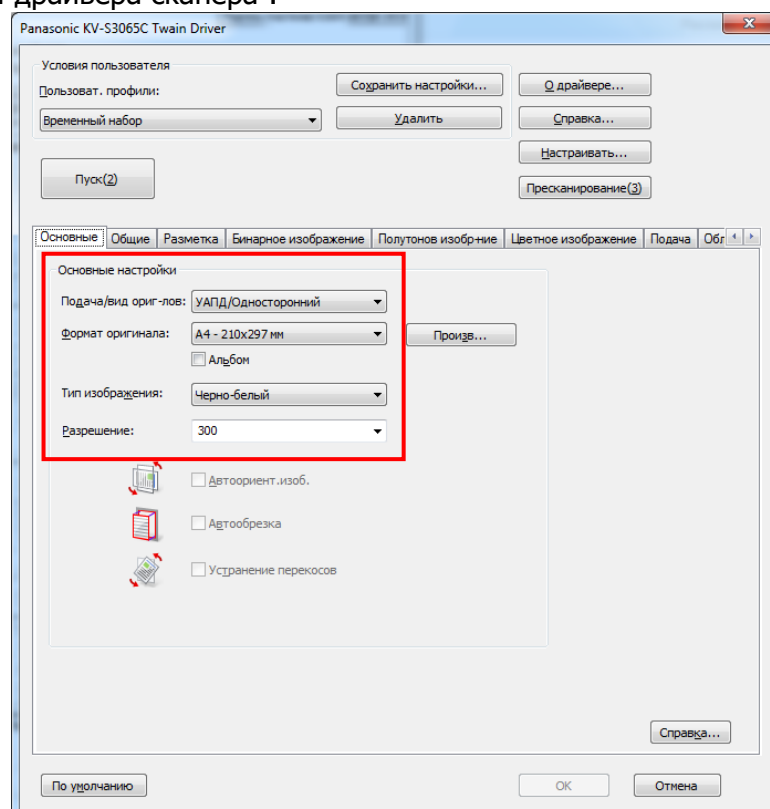 драйвера сканера .
Panasonic KV-S3065C Twain Driver
Условия пользователя
Пользоват. профили:
Сохранить настройки...
О драйвере...
Временный набор
Удалить
Справка...
Настраивать...
Пуск(2)
Пресканирование(3)
Основные Общие Разметка Бинарное изображение Полутонов изобр-ние Цветное изображение Подача Обг
Основные настройки
Подача/вид ориг-лов: УАПД/Односторонний
Формат оригинала: A4 - 210x297 мм Произв...
Альбом
Тип изображения: Черно-белый
Разрешение: 300
Автоориент.изоб.
Автообрезка
Устранение перекосов
Справка...
По умолчанию OK Отмена